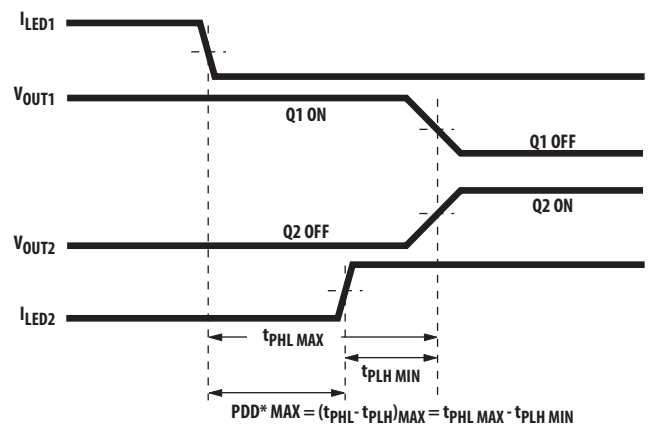 ILED1
VOUT1
Q1 ON
Q1 OFF
Q2 ON
Q2 OFF
VOUT2
ILED2
tPHL MAX
tPLH MIN
PDD* MAX = (tPHL- tPLH)MAX = tPHL MAX - tPLH MIN